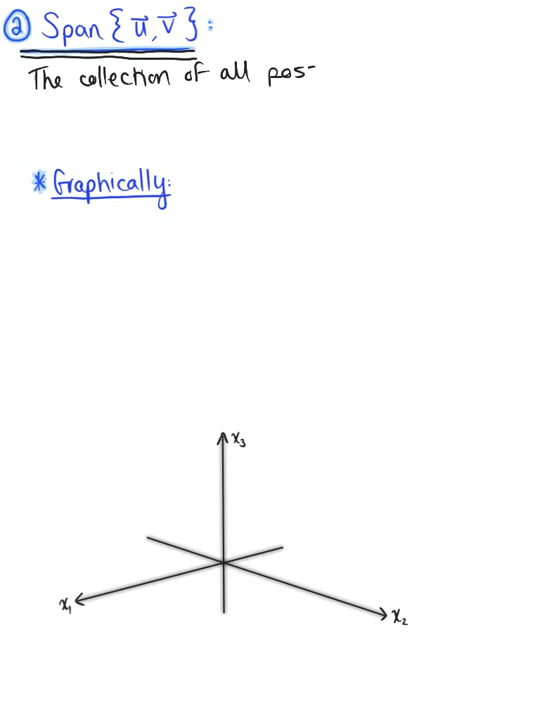 ② Span { u⃗, v⃗ } :
The collection of all pos-
* Graphically:
x₃
x₁
x₂